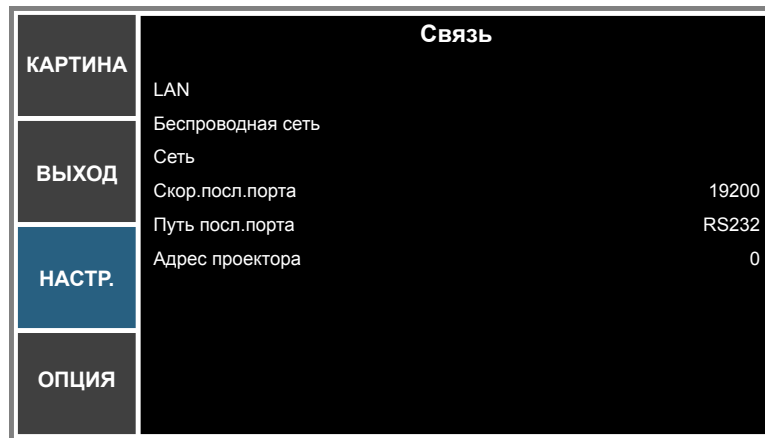 КАРТИНА
ВЫХОД
НАСТР.
ОПЦИЯ
Связь
LAN
Беспроводная сеть
Сеть
Скор.посл.порта 19200
Путь посл.порта RS232
Адрес проектора 0